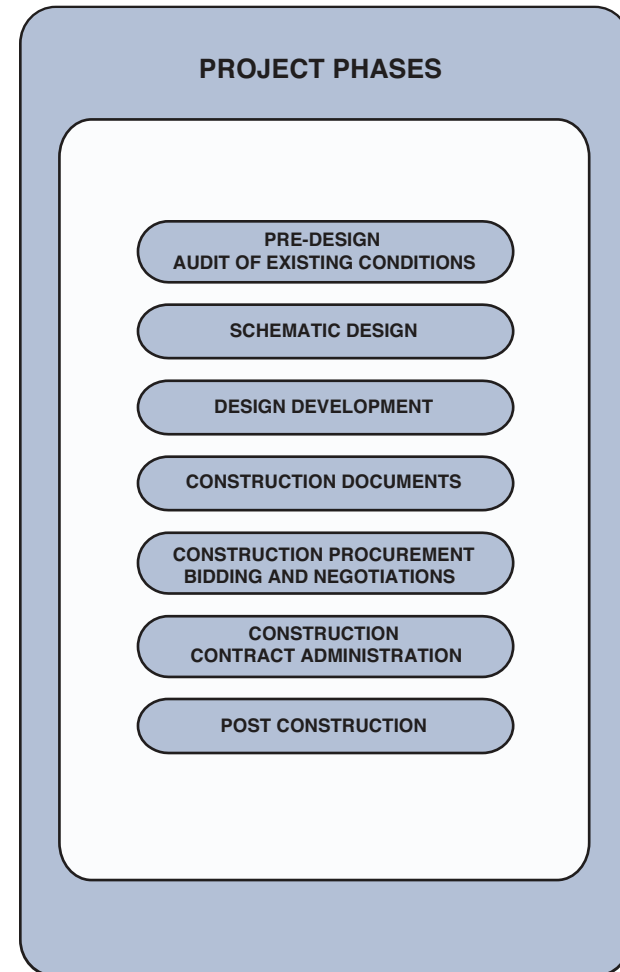 PROJECT PHASES
PRE-DESIGN
AUDIT OF EXISTING CONDITIONS
SCHEMATIC DESIGN
DESIGN DEVELOPMENT
CONSTRUCTION DOCUMENTS
CONSTRUCTION PROCUREMENT
BIDDING AND NEGOTIATIONS
CONSTRUCTION
CONTRACT ADMINISTRATION
POST CONSTRUCTION